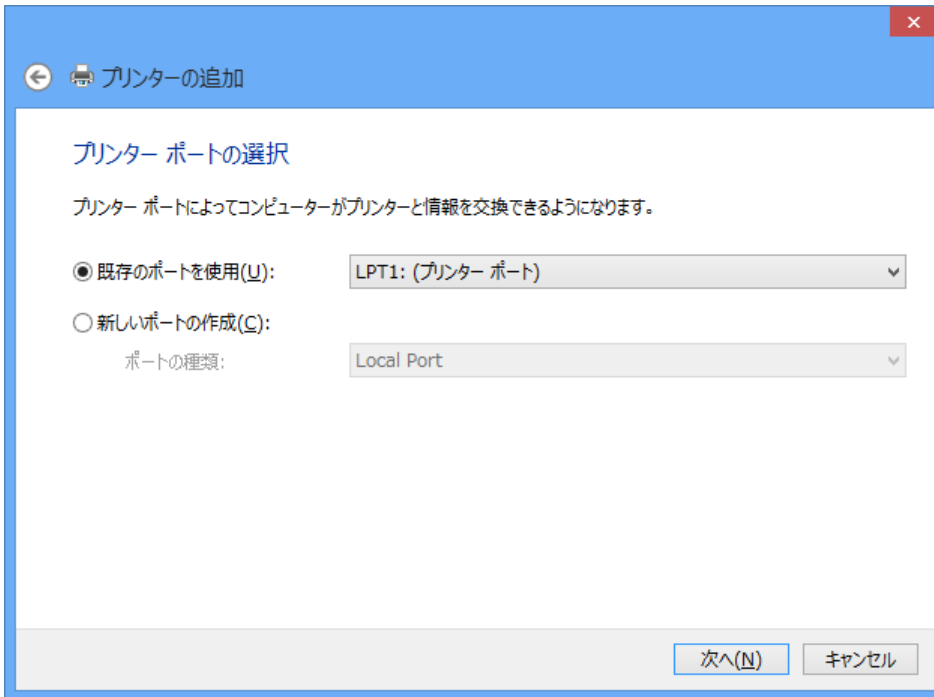 プリンターの追加
プリンター ポートの選択
プリンター ポートによってコンピューターがプリンターと情報を交換できるようになります。
既存のポートを使用(U): LPT1: (プリンター ポート)
新しいポートの作成(C):
ポートの種類: Local Port
次へ(N) キャンセル